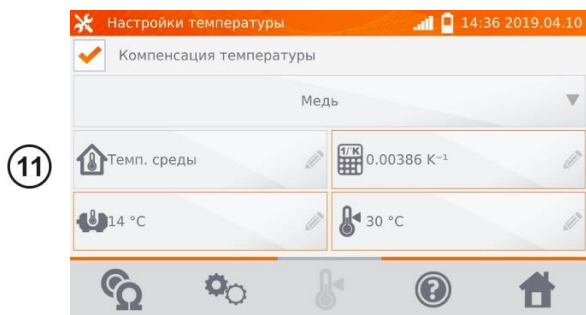 Настройки температуры 14:36 2019.04.10
Компенсация температуры
Медь
11
Темп. среды 1/K 0.00386 K⁻¹
14 °C 30 °C
Ω ?